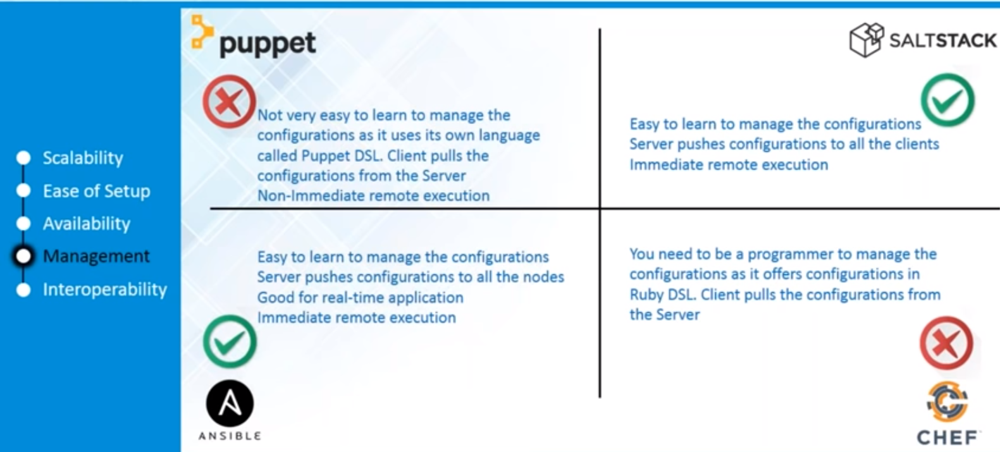 Scalability
Ease of Setup
Availability
Management
Interoperability
puppet
Not very easy to learn to manage the
configurations as it uses its own language
called Puppet DSL. Client pulls the
configurations from the Server
Non-Immediate remote execution
SALTSTACK
Easy to learn to manage the configurations
Server pushes configurations to all the clients
Immediate remote execution
Easy to learn to manage the configurations
Server pushes configurations to all the nodes
Good for real-time application
Immediate remote execution
ANSIBLE
You need to be a programmer to manage the
configurations as it offers configurations in
Ruby DSL. Client pulls the configurations from
the Server
CHEF